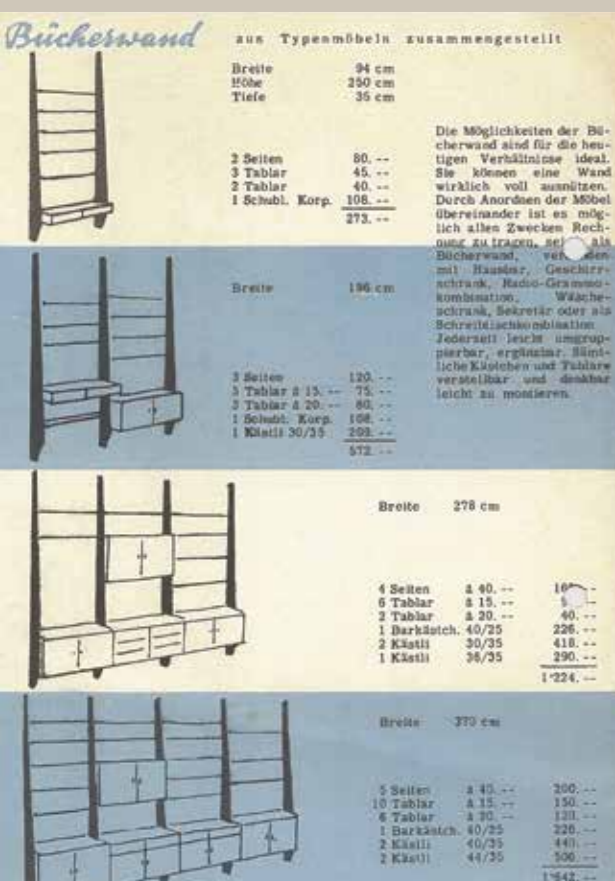 Bücherwand aus Typenmöbeln zusammengestellt
Breite 94 cm
Höhe 250 cm
Tiefe 35 cm
2 Seiten 80. --
3 Tablar 45. --
2 Tablar 40. --
1 Schubl. Korp. 108. --
273. --
Die Möglichkeiten der Bü-
cherwand sind für die heu-
tigen Verhältnisse ideal.
Sie können eine Wand
wirklich voll ausnützen.
Durch Anordnen der Möbel
übereinander ist es mög-
lich allen Zwecken Rech-
nung zu tragen, als
Bücherwand,
mit Hausbar, Geschirr-
schrank, Radio-Grammo-
kombination, Wäsche-
schrank, Sekretär oder als
Schreibtischkombination
Jederzeit leicht umgrup-
pierbar, ergänzbar. Sämt-
liche Kästchen und Tablare
verstellbar und denkbar
leicht zu montieren.
Breite 186 cm
3 Seiten 120. --
5 Tablar à 15. -- 75. --
3 Tablar à 20. -- 80. --
1 Schubl. Korp. 108. --
1 Kästli 30/35 209. --
572. --
Breite 278 cm
4 Seiten à 40. --
6 Tablar à 15. --
2 Tablar à 20. -- 40. --
1 Barkästch. 40/25 226. --
2 Kästli 30/35 418. --
1 Kästli 36/35 290. --
1'224. --
Breite 370 cm
5 Seiten à 40. -- 200. --
10 Tablar à 15. -- 150. --
6 Tablar à 20. -- 120. --
1 Barkästch. 40/25 226. --
2 Kästli 40/35 440. --
2 Kästli 44/35 506. --
1'642. --